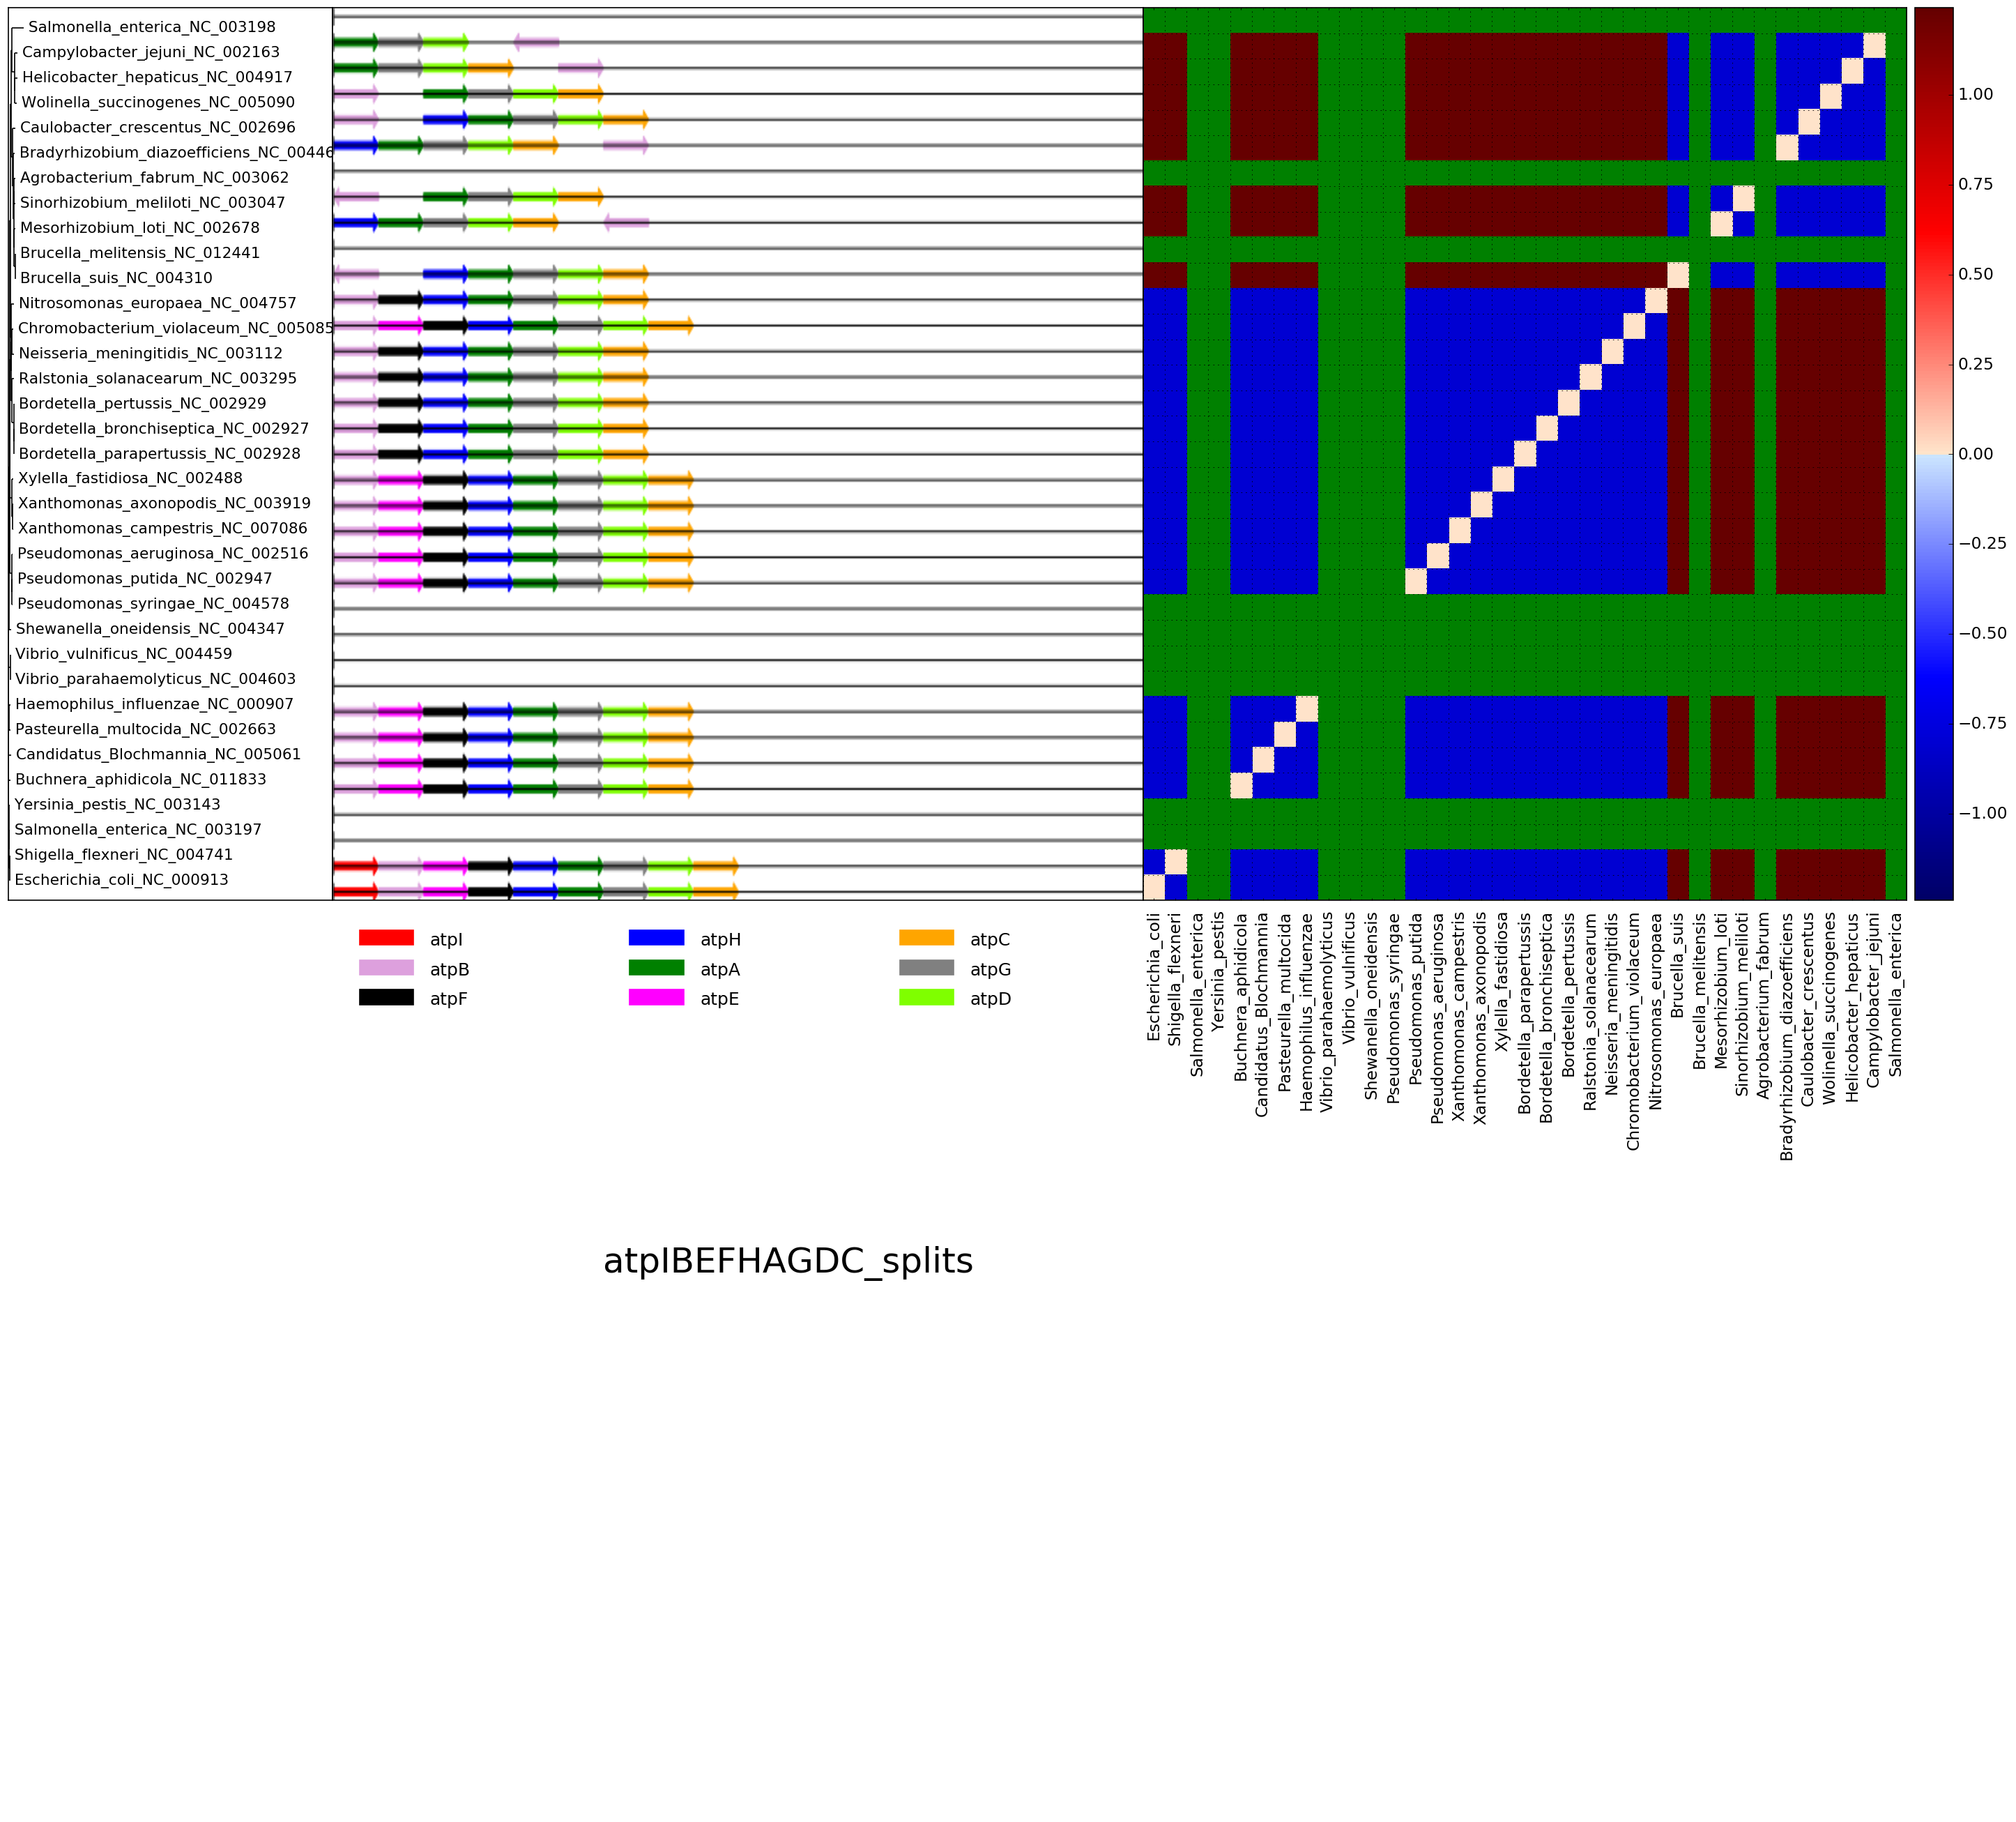 Salmonella_enterica_NC_003198
Campylobacter_jejuni_NC_002163
Helicobacter_hepaticus_NC_004917
Wolinella_succinogenes_NC_005090
Caulobacter_crescentus_NC_002696
Bradyrhizobium_diazoefficiens_NC_00446
Agrobacterium_fabrum_NC_003062
Sinorhizobium_meliloti_NC_003047
Mesorhizobium_loti_NC_002678
Brucella_melitensis_NC_012441
Brucella_suis_NC_004310
Nitrosomonas_europaea_NC_004757
Chromobacterium_violaceum_NC_005085
Neisseria_meningitidis_NC_003112
Ralstonia_solanacearum_NC_003295
Bordetella_pertussis_NC_002929
Bordetella_bronchiseptica_NC_002927
Bordetella_parapertussis_NC_002928
Xylella_fastidiosa_NC_002488
Xanthomonas_axonopodis_NC_003919
Xanthomonas_campestris_NC_007086
Pseudomonas_aeruginosa_NC_002516
Pseudomonas_putida_NC_002947
Pseudomonas_syringae_NC_004578
Shewanella_oneidensis_NC_004347
Vibrio_vulnificus_NC_004459
Vibrio_parahaemolyticus_NC_004603
Haemophilus_influenzae_NC_000907
Pasteurella_multocida_NC_002663
Candidatus_Blochmannia_NC_005061
Buchnera_aphidicola_NC_011833
Yersinia_pestis_NC_003143
Salmonella_enterica_NC_003197
Shigella_flexneri_NC_004741
Escherichia_coli_NC_000913
1.00
0.75
0.50
0.25
0.00
−0.25
−0.50
−0.75
−1.00
Escherichia_coli
Shigella_flexneri
Salmonella_enterica
Yersinia_pestis
Buchnera_aphidicola
Candidatus_Blochmannia
Pasteurella_multocida
Haemophilus_influenzae
Vibrio_parahaemolyticus
Vibrio_vulnificus
Shewanella_oneidensis
Pseudomonas_syringae
Pseudomonas_putida
Pseudomonas_aeruginosa
Xanthomonas_campestris
Xanthomonas_axonopodis
Xylella_fastidiosa
Bordetella_parapertussis
Bordetella_bronchiseptica
Bordetella_pertussis
Ralstonia_solanacearum
Neisseria_meningitidis
Chromobacterium_violaceum
Nitrosomonas_europaea
Brucella_suis
Brucella_melitensis
Mesorhizobium_loti
Sinorhizobium_meliloti
Agrobacterium_fabrum
Bradyrhizobium_diazoefficiens
Caulobacter_crescentus
Wolinella_succinogenes
Helicobacter_hepaticus
Campylobacter_jejuni
Salmonella_enterica
atpI atpH atpC
atpB atpA atpG
atpF atpE atpD
atpIBEFHAGDC_splits